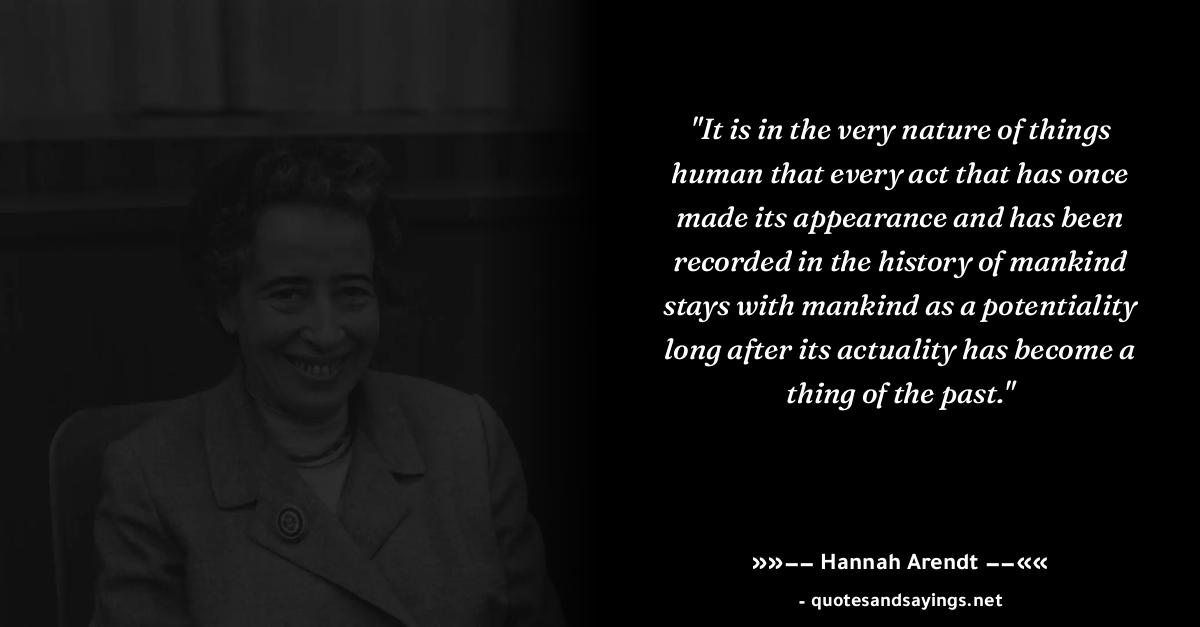 "It is in the very nature of things
human that every act that has once
made its appearance and has been
recorded in the history of mankind
stays with mankind as a potentiality
long after its actuality has become a
thing of the past."
»»−− Hannah Arendt −−««
- quotesandsayings.net